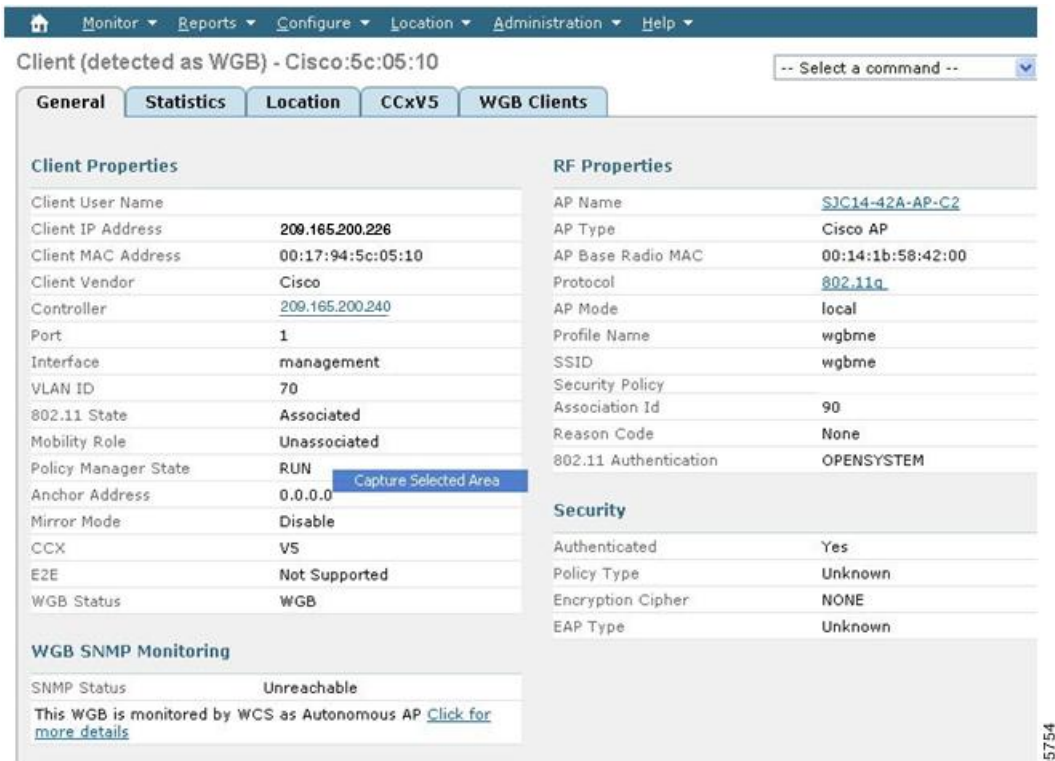 Monitor Reports Configure Location Administration Help
Client (detected as WGB) - Cisco:5c:05:10
-- Select a command --
General Statistics Location CCxV5 WGB Clients
Client Properties
Client User Name
Client IP Address 209.165.200.226
Client MAC Address 00:17:94:5c:05:10
Client Vendor Cisco
Controller 209.165.200.240
Port 1
Interface management
VLAN ID 70
802.11 State Associated
Mobility Role Unassociated
Policy Manager State RUN
Capture Selected Area
Anchor Address 0.0.0.0
Mirror Mode Disable
CCX V5
E2E Not Supported
WGB Status WGB
WGB SNMP Monitoring
SNMP Status Unreachable
This WGB is monitored by WCS as Autonomous AP Click for
more details
RF Properties
AP Name SJC14-42A-AP-C2
AP Type Cisco AP
AP Base Radio MAC 00:14:1b:58:42:00
Protocol 802.11g
AP Mode local
Profile Name wgbme
SSID wgbme
Security Policy
Association Id 90
Reason Code None
802.11 Authentication OPENSYSTEM
Security
Authenticated Yes
Policy Type Unknown
Encryption Cipher NONE
EAP Type Unknown
5754